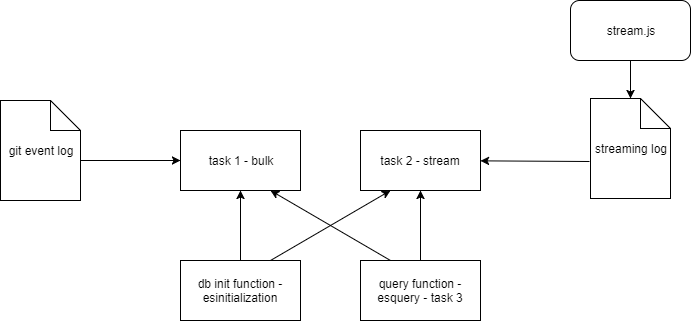 stream.js
git event log
task 1 - bulk
task 2 - stream
streaming log
db init function -
esinitialization
query function -
esquery - task 3